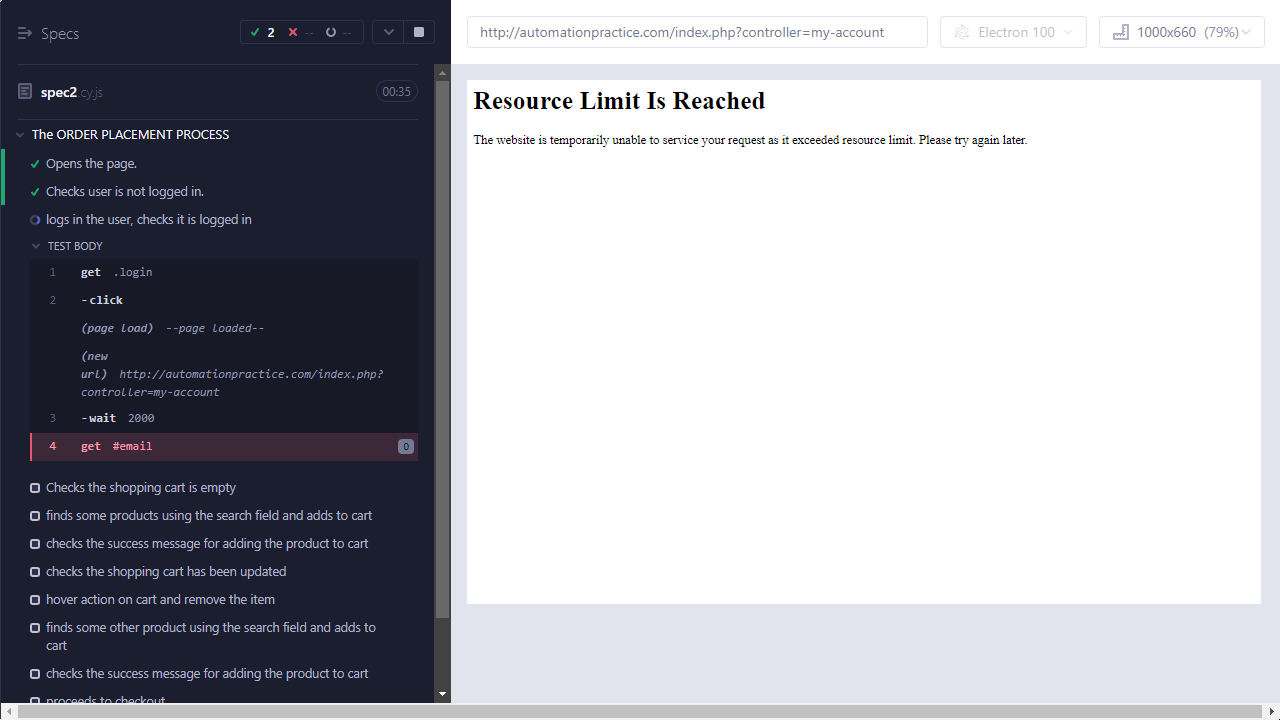 Specs
2
--
--
http://automationpractice.com/index.php?controller=my-account
Electron 100
1000x660 (79%)
spec2.cy.js
00:35
The ORDER PLACEMENT PROCESS
Opens the page.
Checks user is not logged in.
logs in the user, checks it is logged in
TEST BODY
1 get .login
2 -click
(page load) --page loaded--
(new
url) http://automationpractice.com/index.php?
controller=my-account
3 -wait 2000
4 get #email 0
Checks the shopping cart is empty
finds some products using the search field and adds to cart
checks the success message for adding the product to cart
checks the shopping cart has been updated
hover action on cart and remove the item
finds some other product using the search field and adds to
cart
checks the success message for adding the product to cart
proceeds to checkout
Resource Limit Is Reached
The website is temporarily unable to service your request as it exceeded resource limit. Please try again later.